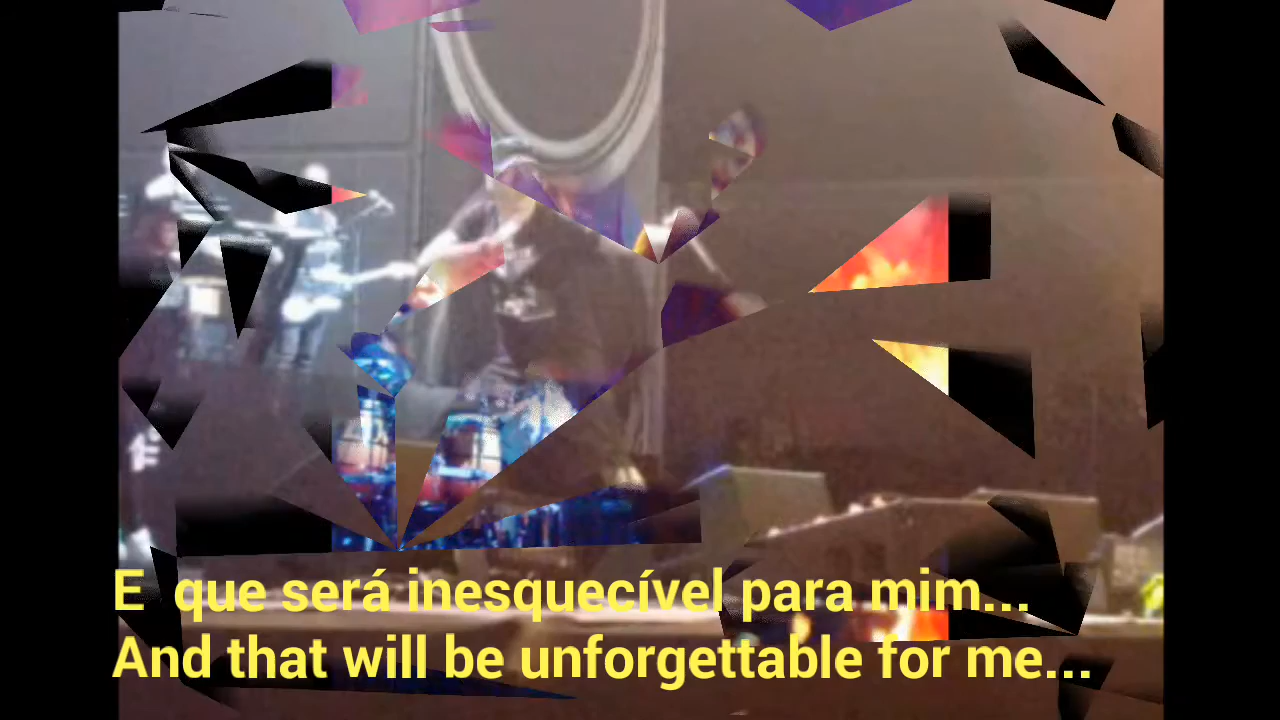 E  que será inesquecível para mim...
And that will be unforgettable for me...